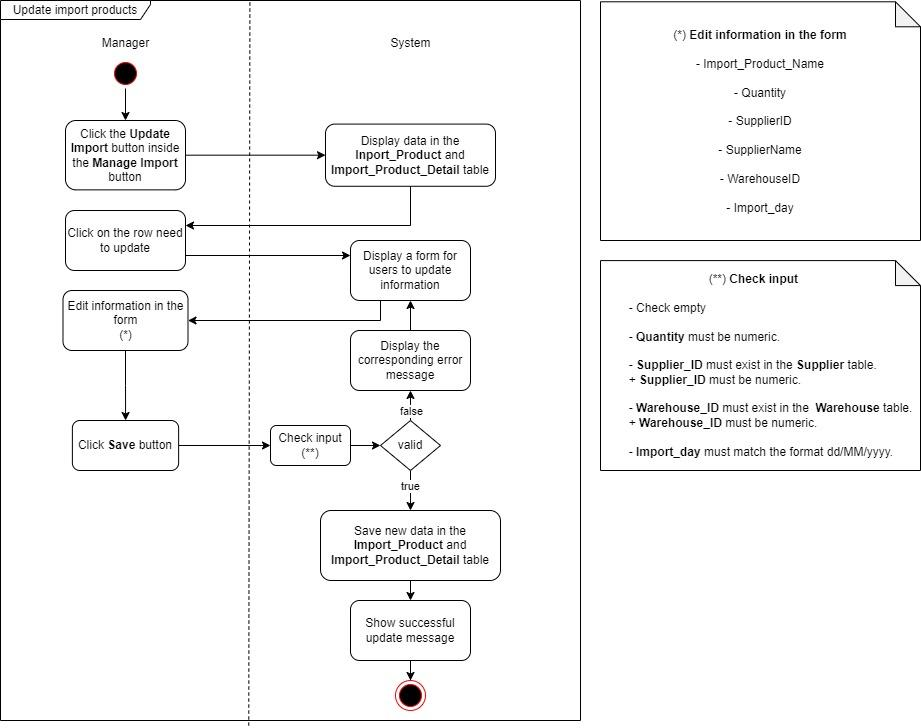 Update import products
Manager
System
Click the Update
Import button inside
the Manage Import
button
Display data in the
Inport_Product and
Import_Product_Detail table
Click on the row need
to update
Display a form for
users to update
information
Edit information in the
form
(*)
Display the
corresponding error
message
false
Click Save button
Check input
(**)
valid
true
Save new data in the
Import_Product and
Import_Product_Detail table
Show successful
update message
(*) Edit information in the form
- Import_Product_Name
- Quantity
- SupplierID
- SupplierName
- WarehouseID
- Import_day
(**) Check input
- Check empty
- Quantity must be numeric.
- Supplier_ID must exist in the Supplier table.
+ Supplier_ID must be numeric.
- Warehouse_ID must exist in the Warehouse table.
+ Warehouse_ID must be numeric.
- Import_day must match the format dd/MM/yyyy.